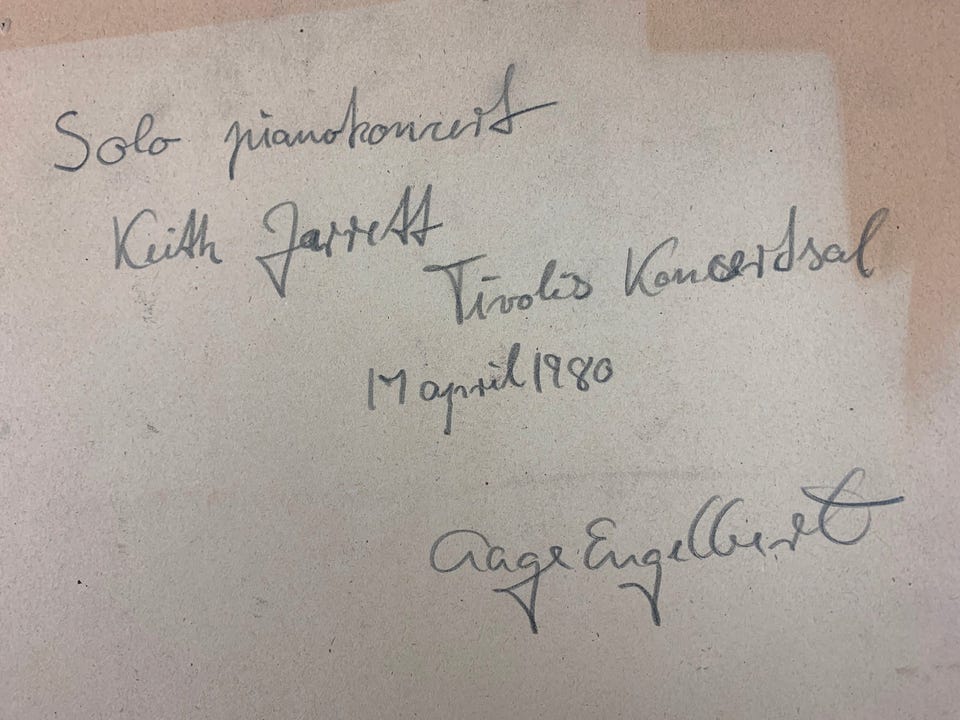 Solo pianokoncert
Keith Jarrett
Tivolis Koncertsal
17 april 1980
Aage Engelbert